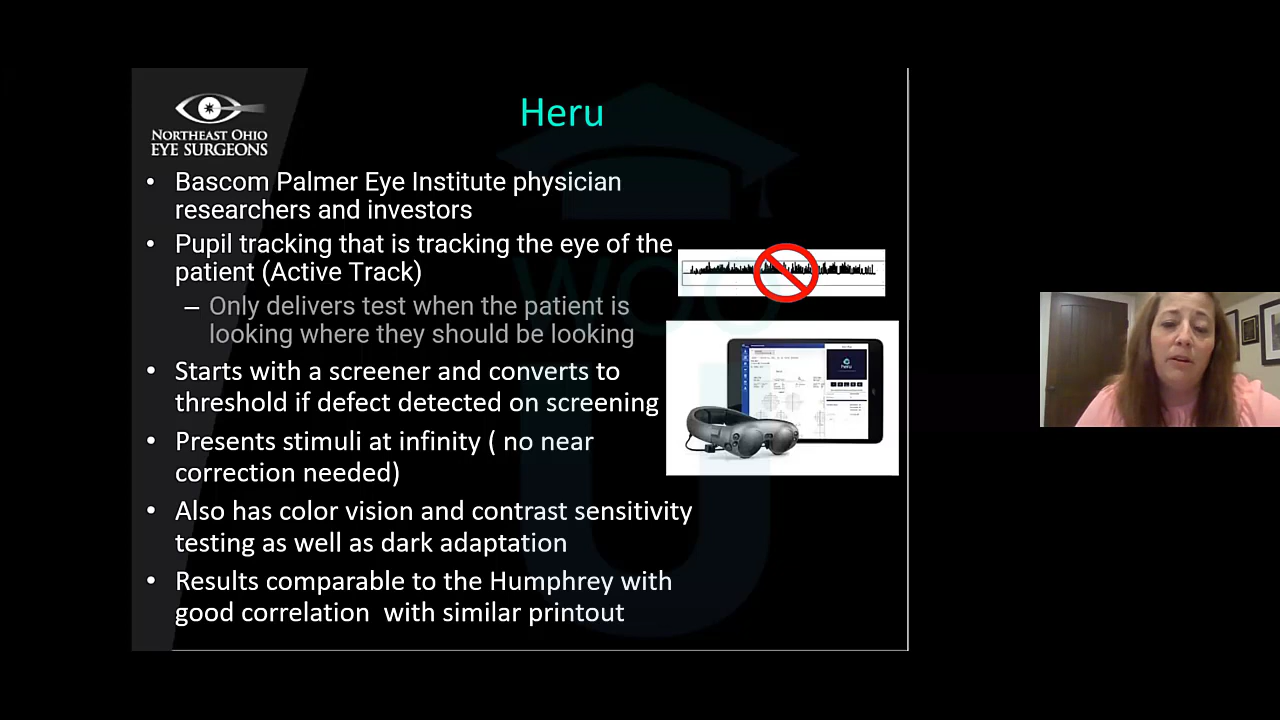 Heru
NORTHEAST OHIO
EYE SURGEONS
• Bascom Palmer Eye Institute physician
researchers and investors
• Pupil tracking that is tracking the eye of the
patient (Active Track)
– Only delivers test when the patient is
looking where they should be looking
• Starts with screener and converts to
threshold if defect detected on screening
• Presents stimuli at infinity ( no near
correction needed)
• Also has color vision and contrast sensitivity
testing as well as dark adaptation
• Results comparable to the Humphrey with
good correlation  with similar printout
WOO
U
heru